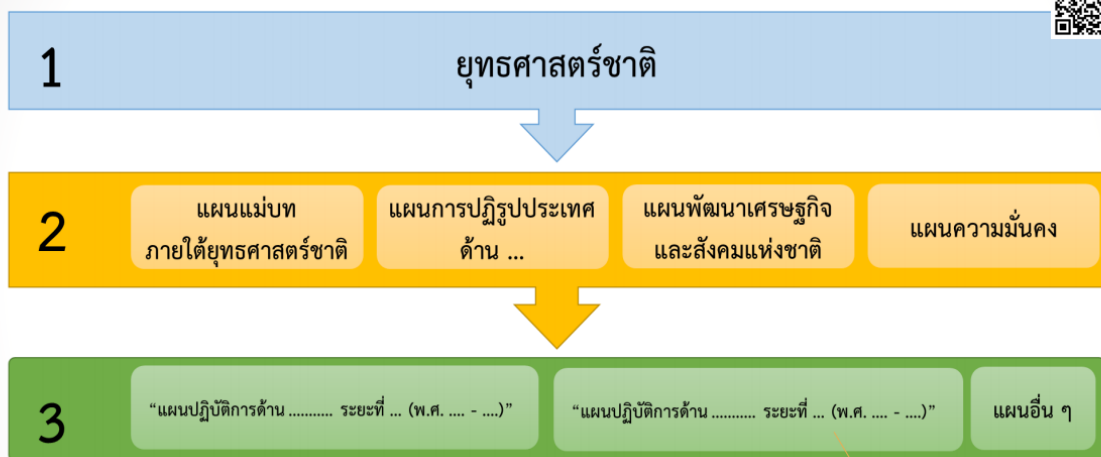 1
ยุทธศาสตร์ชาติ
2
แผนแม่บท
ภายใต้ยุทธศาสตร์ชาติ
แผนการปฏิรูปประเทศ
ด้าน ...
แผนพัฒนาเศรษฐกิจ
และสังคมแห่งชาติ
แผนความมั่นคง
3
“แผนปฏิบัติการด้าน ........... ระยะที่ ... (พ.ศ. .... - ....)”
“แผนปฏิบัติการด้าน ........... ระยะที่ ... (พ.ศ. .... - ....)”
แผนอื่น ๆ